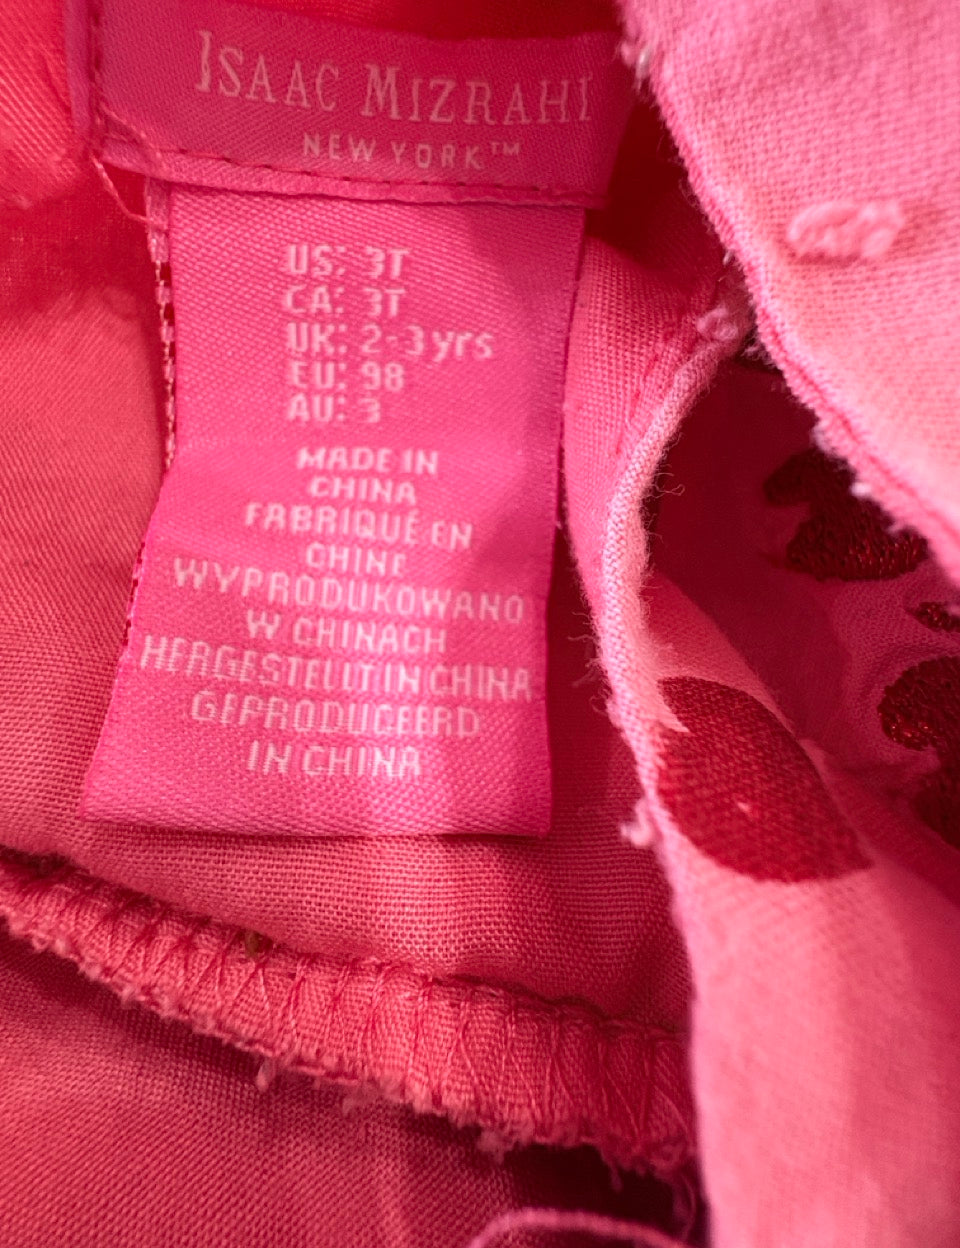 ISAAC MIZRAHI
NEW YORK™
US: 3T
CA: 3T
UK: 2-3yrs
EU: 98
AU: 3
MADE IN
CHINA
FABRIQUÉ EN
CHINE
WYPRODUKOWANO
W CHINACH
HERGESTELLT IN CHINA
GEPRODUCEERD
IN CHINA